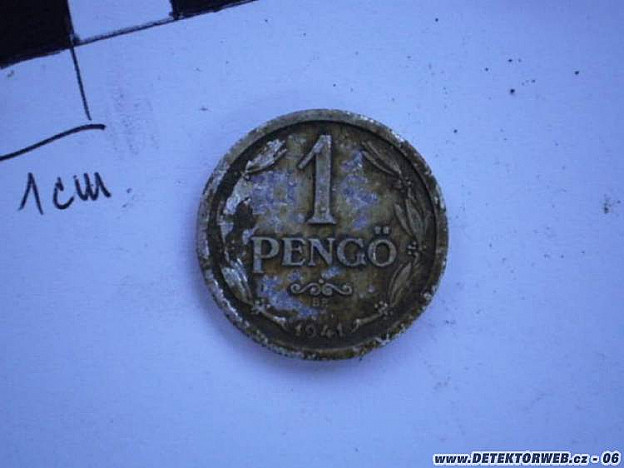 1cm
1
PENGŐ
BP.
1941
www.DETEKTORWEB.cz - 06